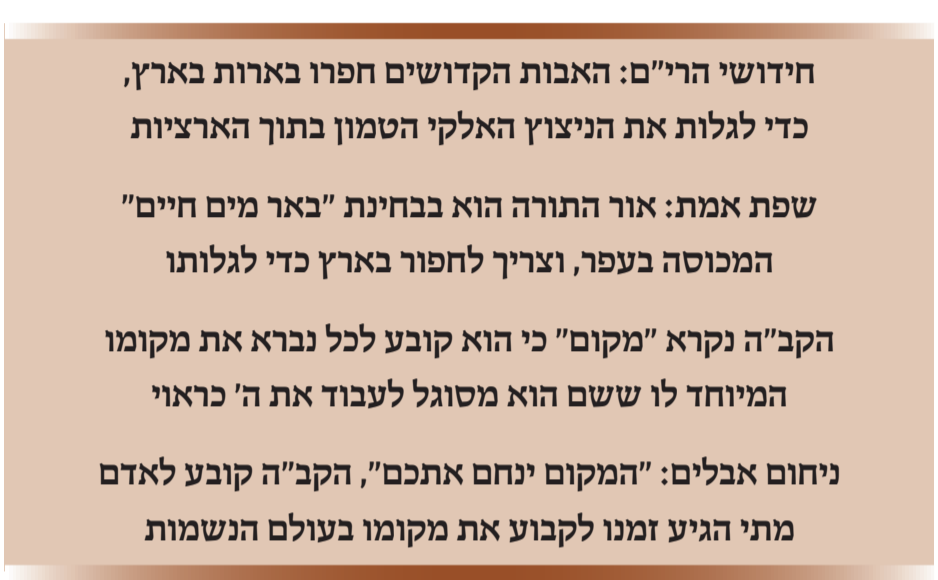 חידושי הרי״ם: האבות הקדושים חפרו בארות בארץ,
כדי לגלות את הניצוץ האלקי הטמון בתוך הארציות
שפת אמת: אור התורה הוא בבחינת ״באר מים חיים״
המכוסה בעפר, וצריך לחפור בארץ כדי לגלותו
הקב״ה נקרא ״מקום״ כי הוא קובע לכל נברא את מקומו
המיוחד לו ששם הוא מסוגל לעבוד את ה׳ כראוי
ניחום אבלים: ״המקום ינחם אתכם״, הקב״ה קובע לאדם
מתי הגיע זמנו לקבוע את מקומו בעולם הנשמות